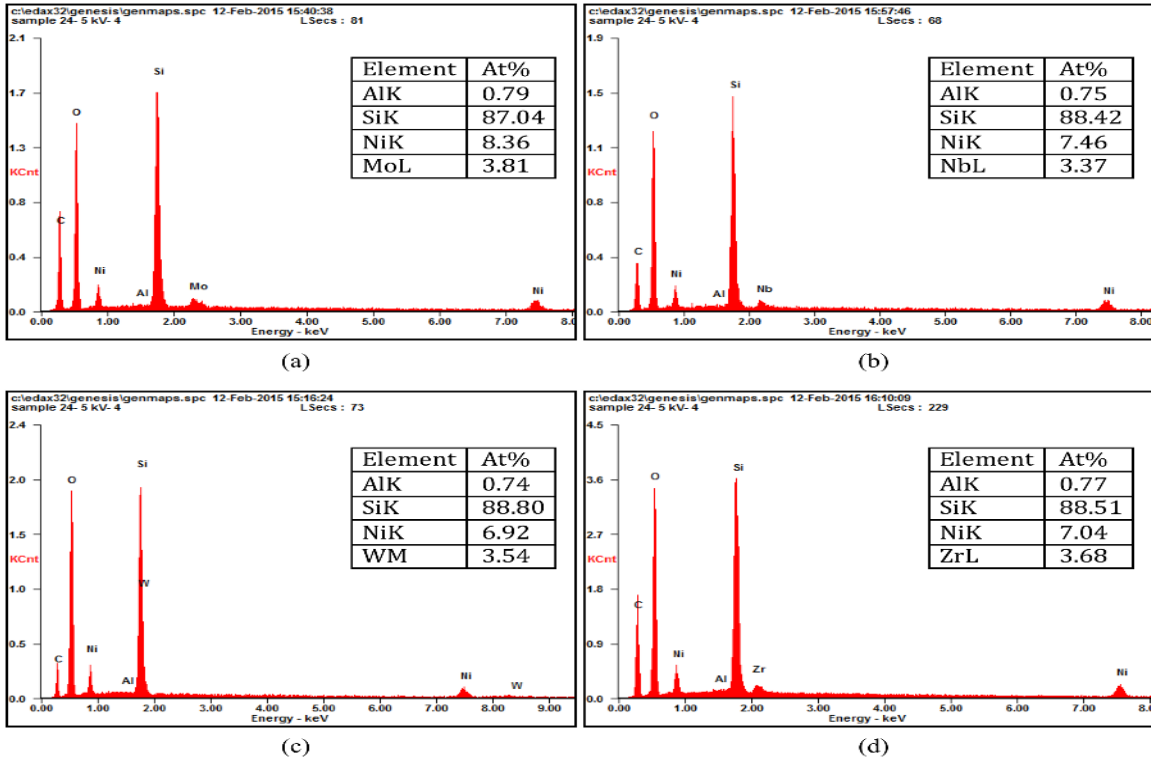 c:\edax32\genesis\genmaps.spc 12-Feb-2015 15:40:38
sample 24- 5 kV- 4 LSecs : 81
2.1
1.7
1.3
KCnt
0.8
0.4
0.0
C
O
Ni
Al
Si
Mo
Ni
Element At%
AlK 0.79
SiK 87.04
NiK 8.36
MoL 3.81
0.00 1.00 2.00 3.00 4.00 5.00 6.00 7.00 8.0
Energy - keV
(a)
c:\edax32\genesis\genmaps.spc 12-Feb-2015 15:57:46
sample 24- 5 kV- 4 LSecs : 68
1.9
1.5
1.1
KCnt
0.8
0.4
0.0
C
O
Ni
Al
Si
Nb
Ni
Element At%
AlK 0.75
SiK 88.42
NiK 7.46
NbL 3.37
0.00 1.00 2.00 3.00 4.00 5.00 6.00 7.00 8.00
Energy - keV
(b)
c:\edax32\genesis\genmaps.spc 12-Feb-2015 15:16:24
sample 24- 5 kV- 4 LSecs : 73
2.4
2.0
1.5
KCnt
1.0
0.5
0.0
C
O
Ni
Al
Si
W
Ni
W
Element At%
AlK 0.74
SiK 88.80
NiK 6.92
WM 3.54
0.00 1.00 2.00 3.00 4.00 5.00 6.00 7.00 8.00 9.00
Energy - keV
(c)
c:\edax32\genesis\genmaps.spc 12-Feb-2015 16:10:09
sample 24- 5 kV- 4 LSecs : 229
4.5
3.6
2.7
KCnt
1.8
0.9
0.0
C
O
Ni
Al
Si
Zr
Ni
Element At%
AlK 0.77
SiK 88.51
NiK 7.04
ZrL 3.68
0.00 1.00 2.00 3.00 4.00 5.00 6.00 7.00 8.00
Energy - keV
(d)